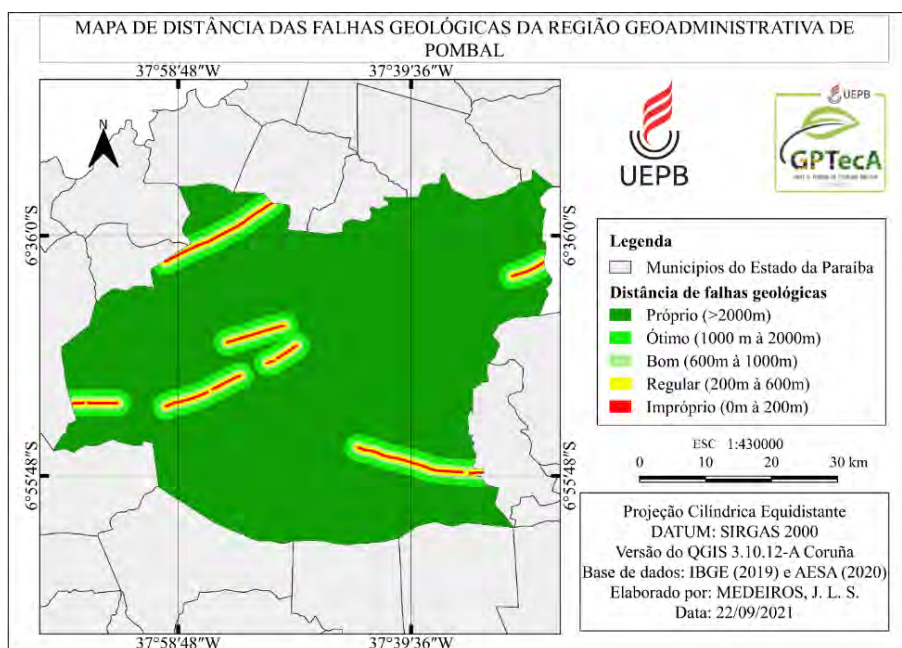 MAPA DE DISTÂNCIA DAS FALHAS GEOLÓGICAS DA REGIÃO GEOADMINISTRATIVA DE
POMBAL
37°58'48"W
37°39'36"W
N
6°36'0"S
6°36'0"S
6°55'48"S
6°55'48"S
37°58'48"W
37°39'36"W
UEPB
UEPB
GPTecA
Legenda
Municípios do Estado da Paraíba
Distância de falhas geológicas
Próprio (>2000m)
Ótimo (1000 m à 2000m)
Bom (600m à 1000m)
Regular (200m à 600m)
Impróprio (0m à 200m)
ESC 1:430000
0 10 20 30 km
Projeção Cilíndrica Equidistante
DATUM: SIRGAS 2000
Versão do QGIS 3.10.12-A Coruña
Base de dados: IBGE (2019) e AESA (2020)
Elaborado por: MEDEIROS, J. L. S.
Data: 22/09/2021